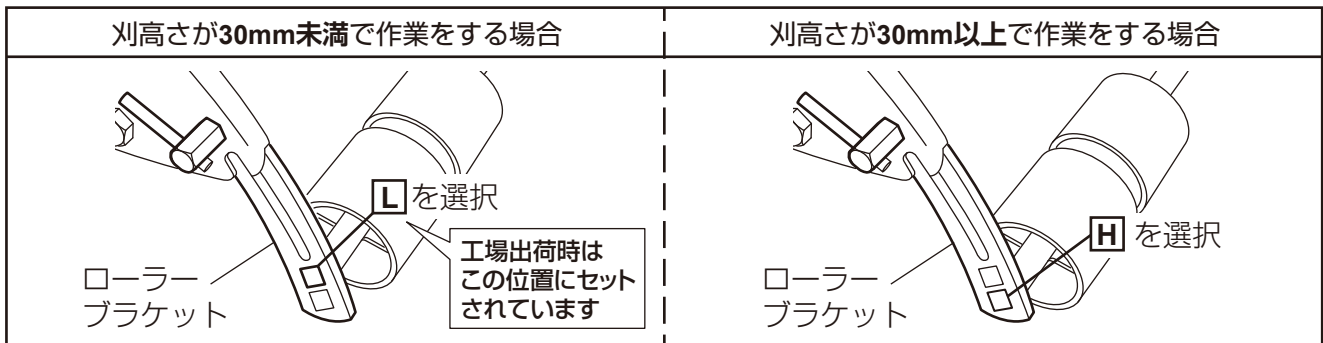 刈高さが30mm未満で作業をする場合
刈高さが30mm以上で作業をする場合
Lを選択
工場出荷時は
この位置にセット
されています
ローラー
ブラケット
Hを選択
ローラー
ブラケット